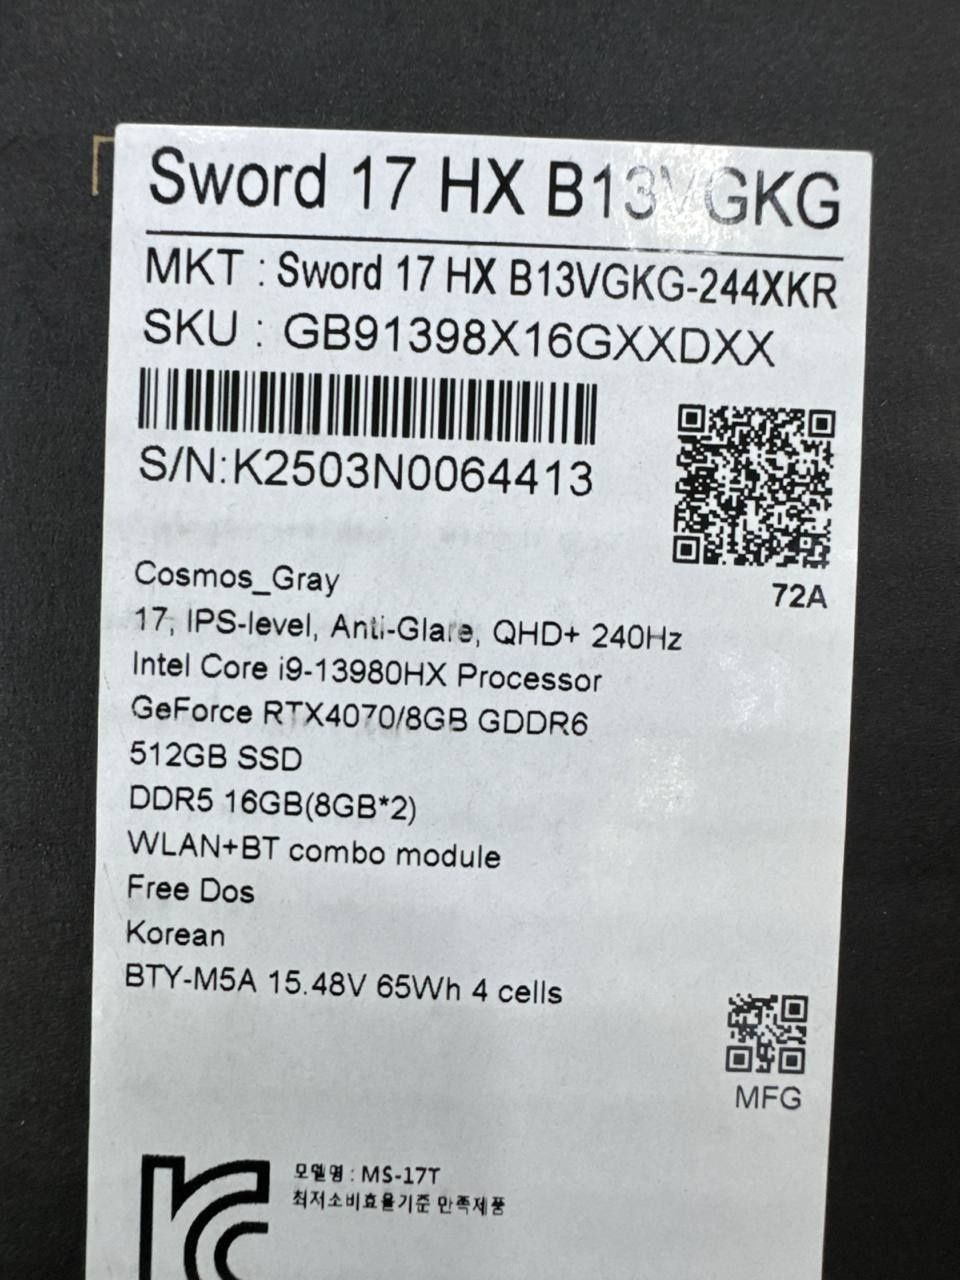 Sword 17 HX B13VGKG
MKT : Sword 17 HX B13VGKG-244XKR
SKU : GB91398X16GXXDXX
S/N:K2503N0064413
72A
Cosmos_Gray
17, IPS-level, Anti-Glare, QHD+ 240Hz
Intel Core i9-13980HX Processor
GeForce RTX4070/8GB GDDR6
512GB SSD
DDR5 16GB(8GB*2)
WLAN+BT combo module
Free Dos
Korean
BTY-M5A 15.48V 65Wh 4 cells
MFG
모델명 : MS-17T
최저소비효율기준 만족제품